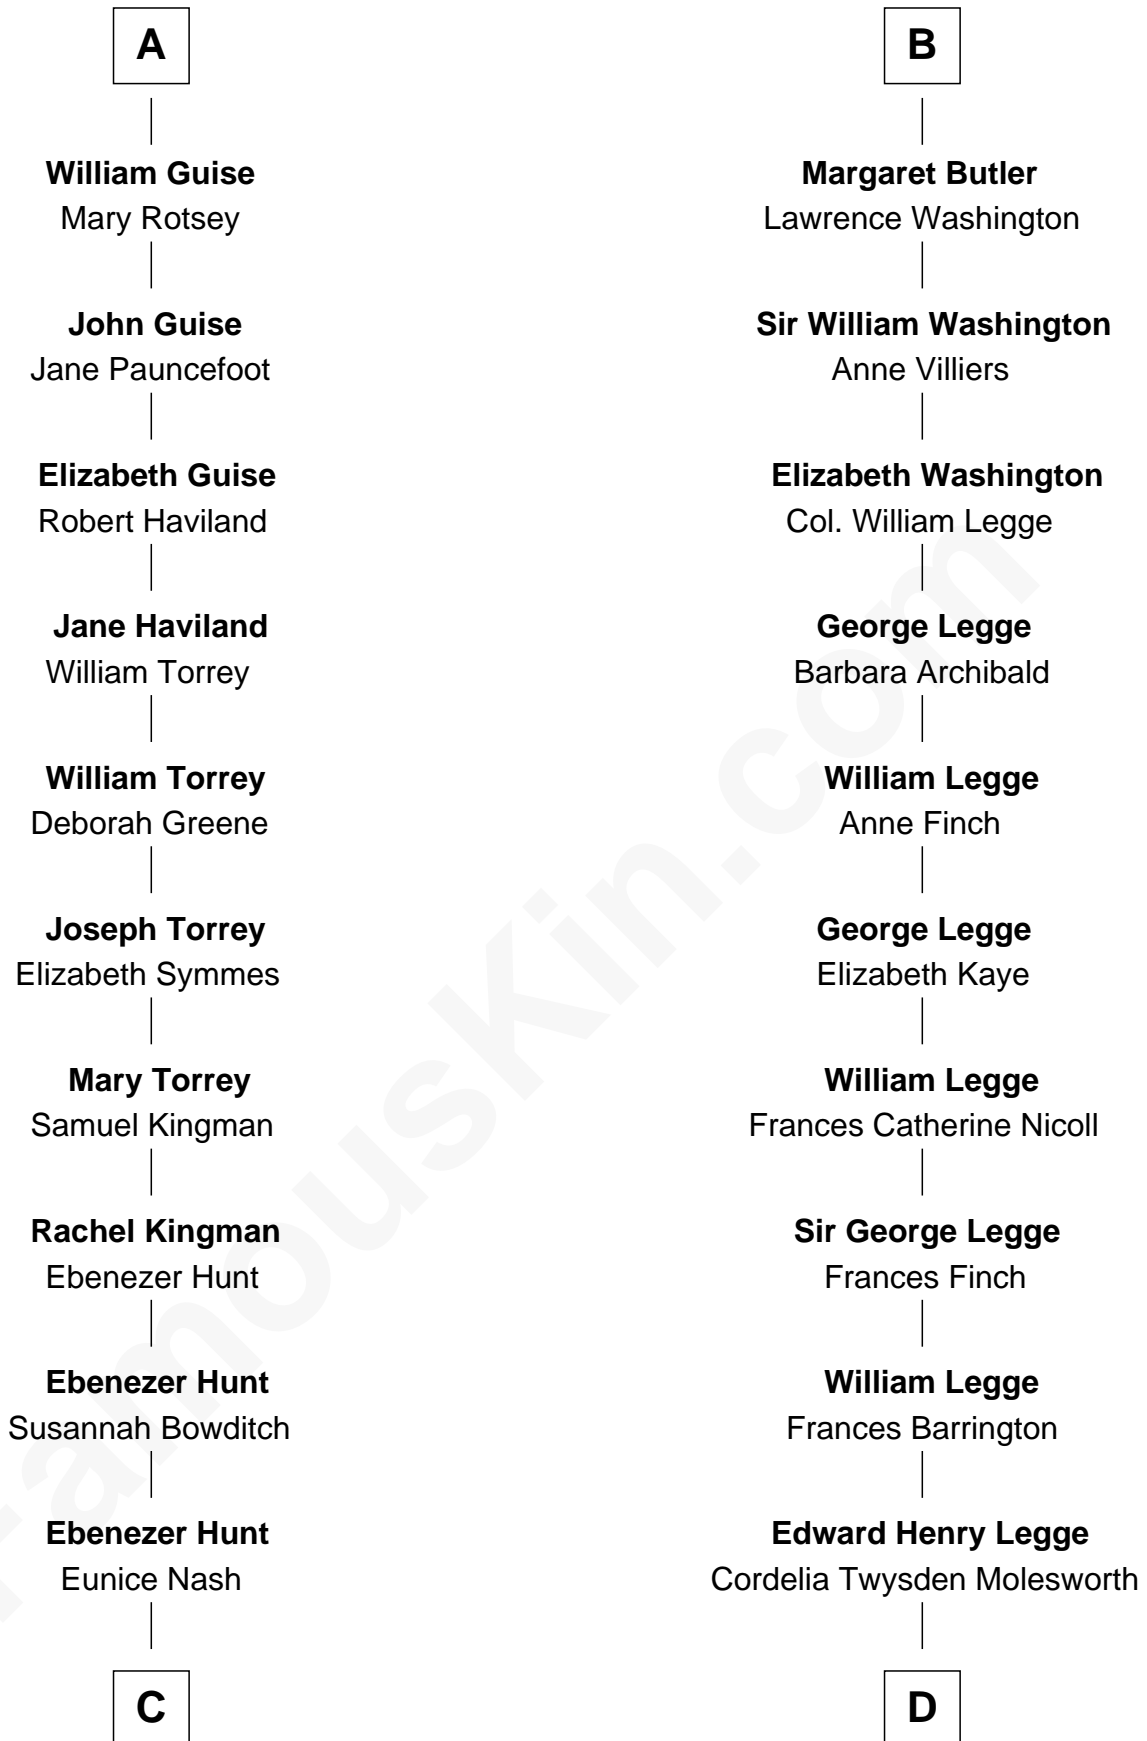 A
William Guise
Mary Rotsey
John Guise
Jane Pauncefoot
Elizabeth Guise
Robert Haviland
Jane Haviland
William Torrey
William Torrey
Deborah Greene
Joseph Torrey
Elizabeth Symmes
Mary Torrey
Samuel Kingman
Rachel Kingman
Ebenezer Hunt
Ebenezer Hunt
Susannah Bowditch
Ebenezer Hunt
Eunice Nash
C
B
Margaret Butler
Lawrence Washington
Sir William Washington
Anne Villiers
Elizabeth Washington
Col. William Legge
George Legge
Barbara Archibald
William Legge
Anne Finch
George Legge
Elizabeth Kaye
William Legge
Frances Catherine Nicoll
Sir George Legge
Frances Finch
William Legge
Frances Barrington
Edward Henry Legge
Cordelia Twysden Molesworth
D
FamousKin.com